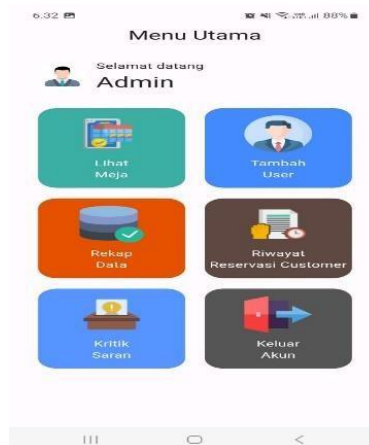 6:32
88%
Menu Utama
Selamat datang
Admin
Lihat
Meja
Tambah
User
Rekap
Data
Riwayat
Reservasi Customer
Kritik
Saran
Keluar
Akun